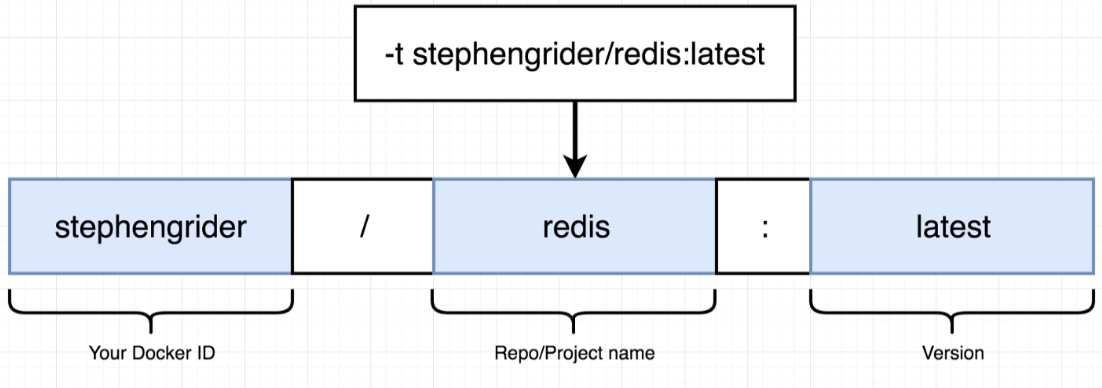 -t stephengrider/redis:latest
stephengrider / redis : latest
Your Docker ID Repo/Project name Version